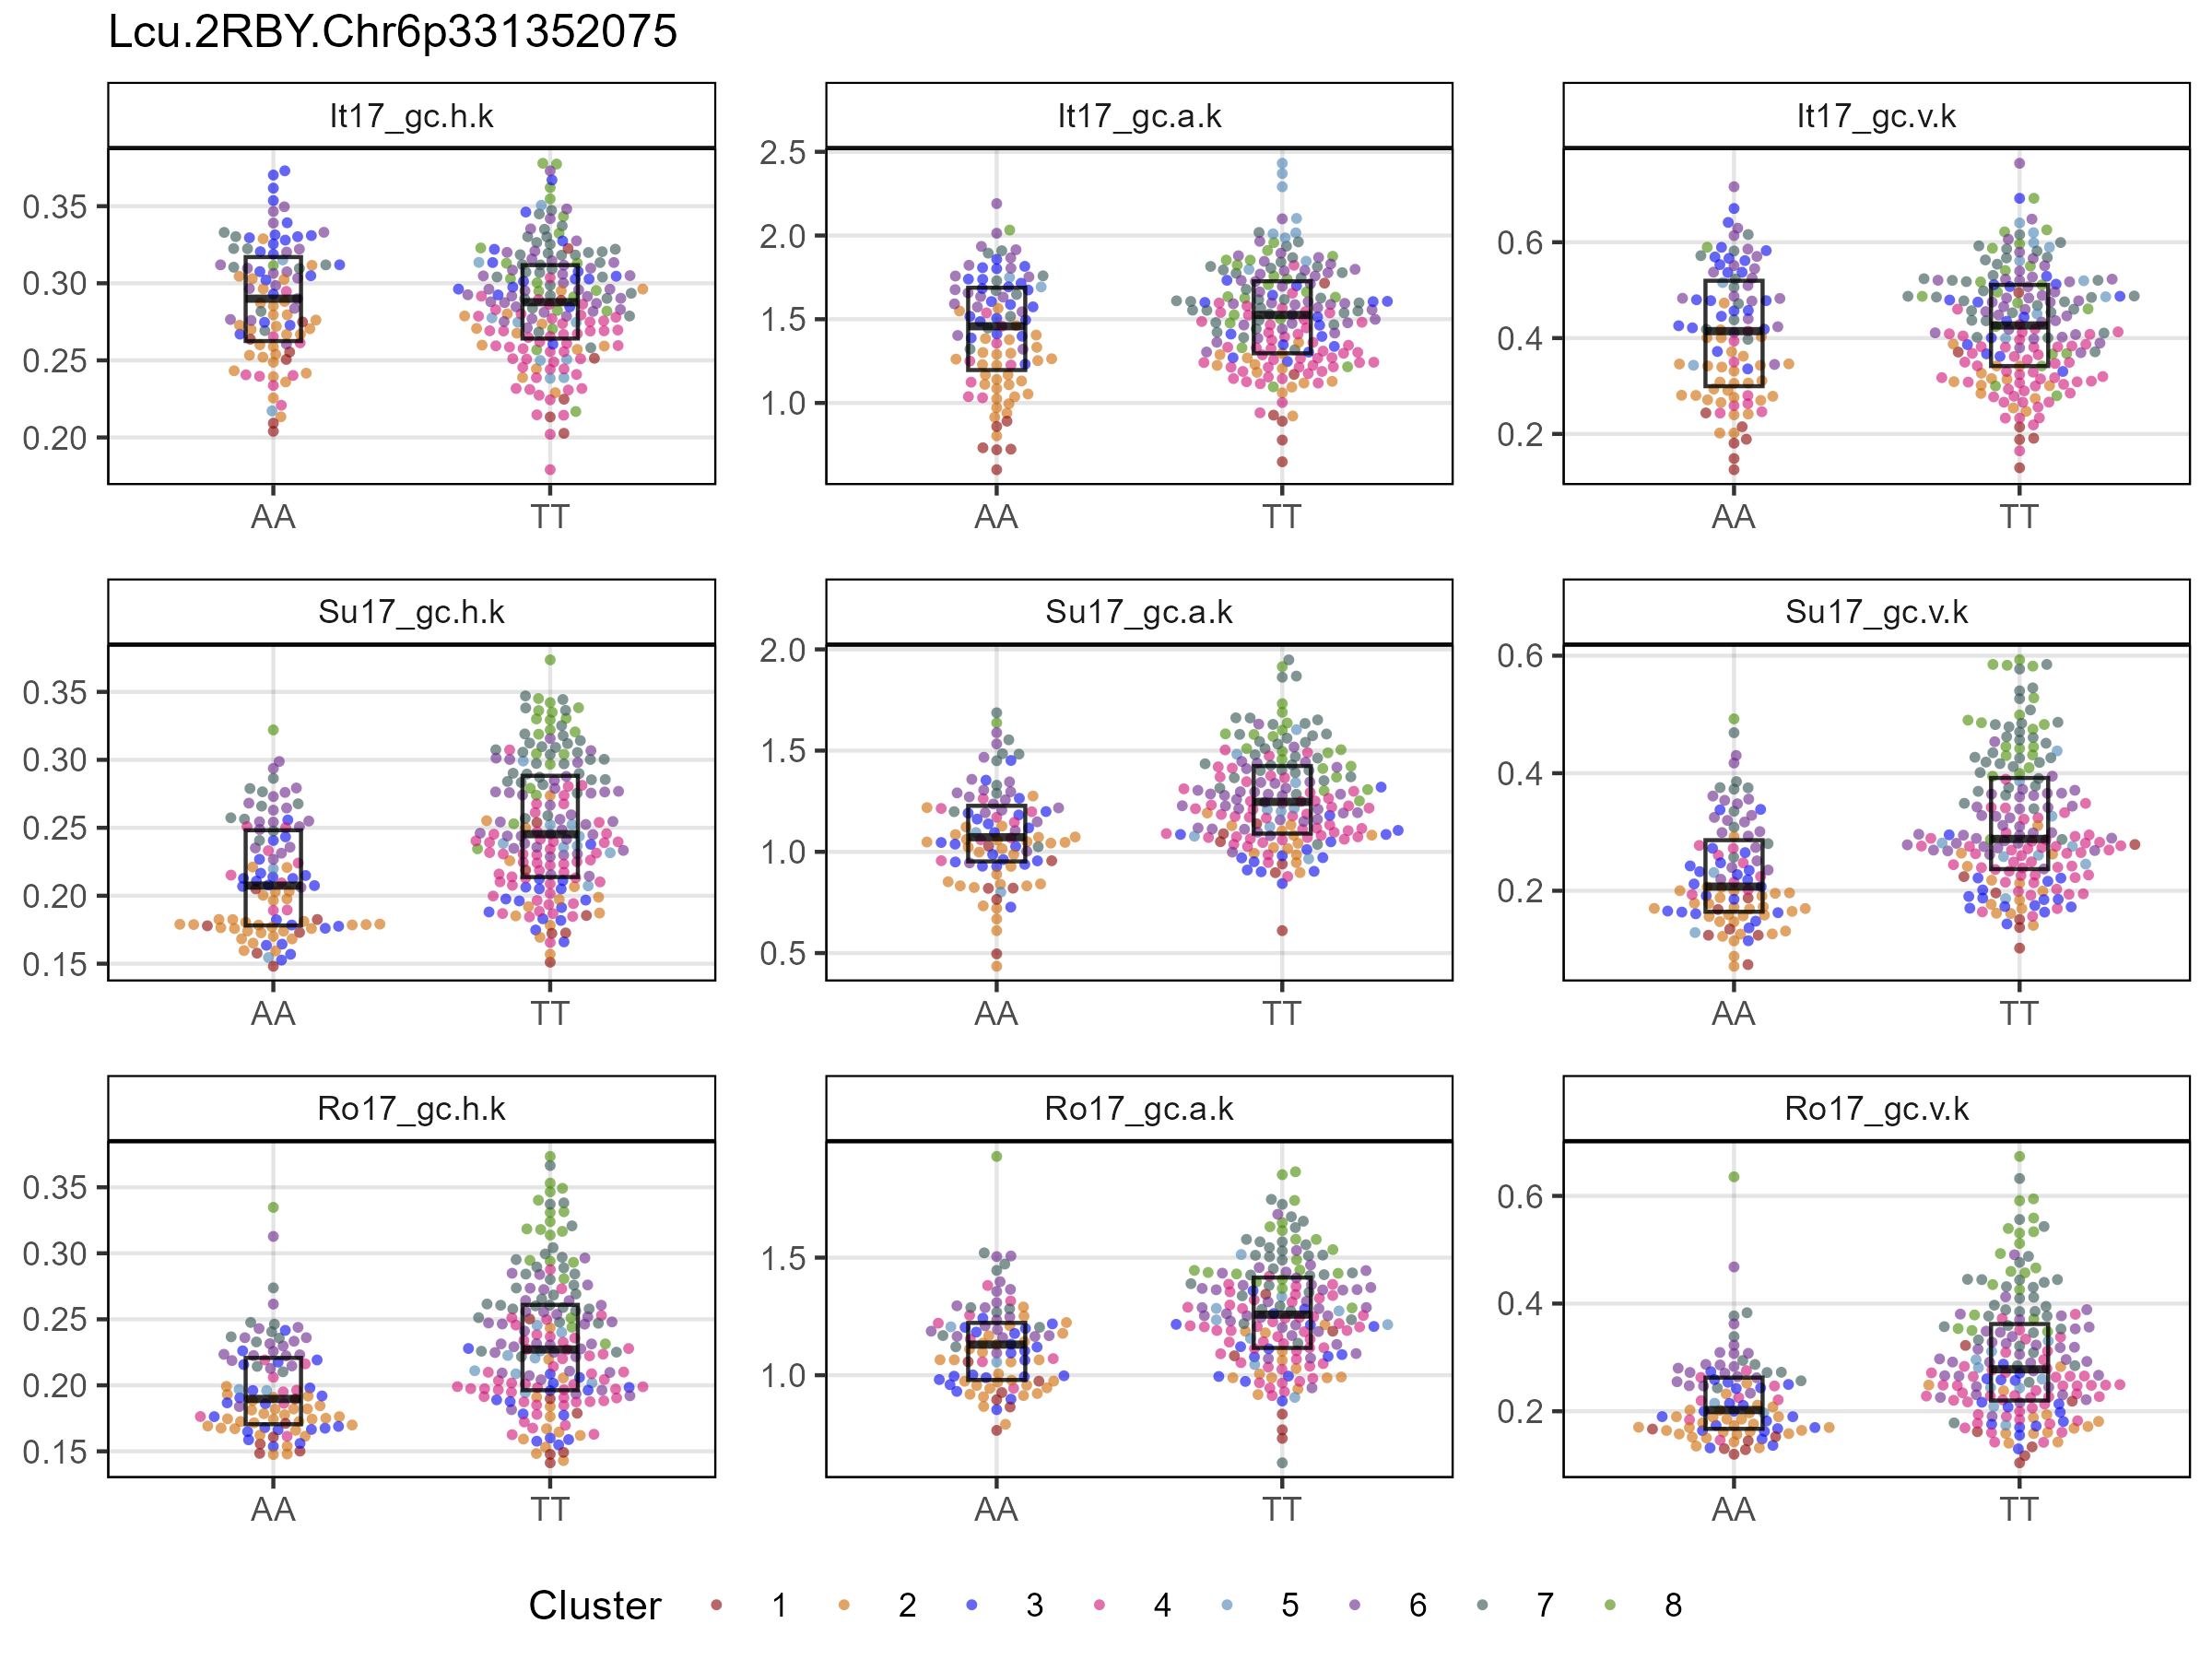 Lcu.2RBY.Chr6p331352075
It17_gc.h.k
It17_gc.a.k
It17_gc.v.k
0.35
0.30
0.25
0.20
AA TT
2.5
2.0
1.5
1.0
AA TT
0.6
0.4
0.2
AA TT
Su17_gc.h.k
Su17_gc.a.k
Su17_gc.v.k
0.35
0.30
0.25
0.20
0.15
AA TT
2.0
1.5
1.0
0.5
AA TT
0.6
0.4
0.2
AA TT
Ro17_gc.h.k
Ro17_gc.a.k
Ro17_gc.v.k
0.35
0.30
0.25
0.20
0.15
AA TT
1.5
1.0
AA TT
0.6
0.4
0.2
AA TT
Cluster 1 2 3 4 5 6 7 8